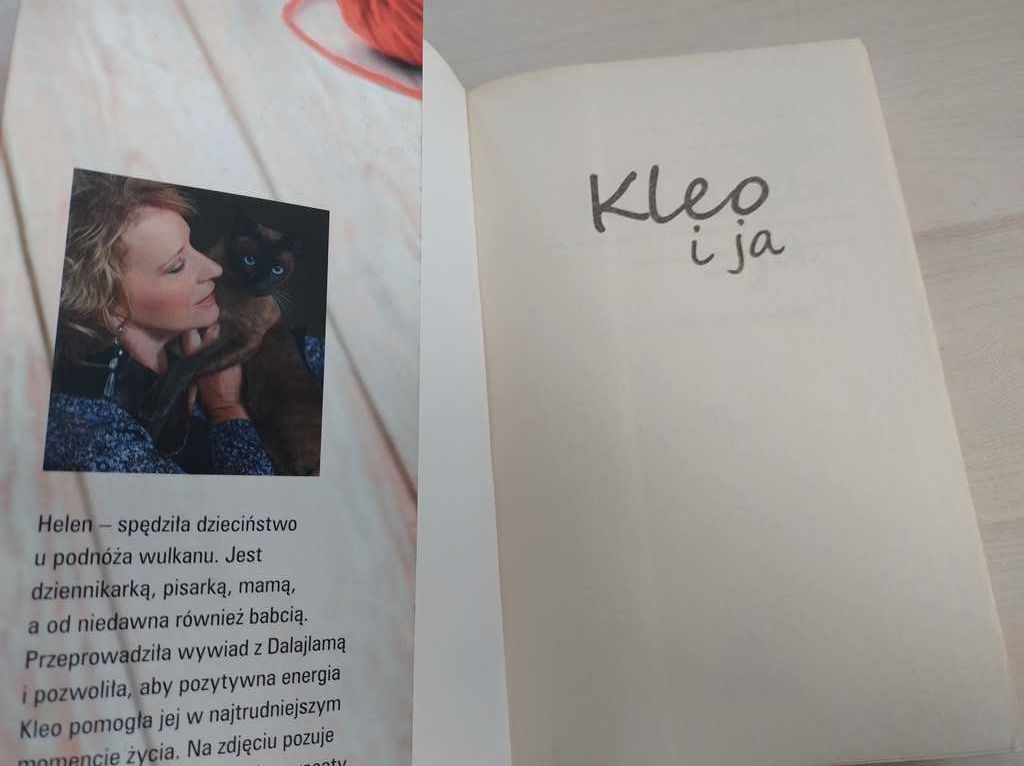 Helen – spędziła dzieciństwo
u podnóża wulkanu. Jest
dziennikarką, pisarką, mamą,
a od niedawna również babcią.
Przeprowadziła wywiad z Dalajlamą
i pozwoliła, aby pozytywna energia
Kleo pomogła jej w najtrudniejszym
momencie życia. Na zdjęciu pozuje
Kleo
i ja